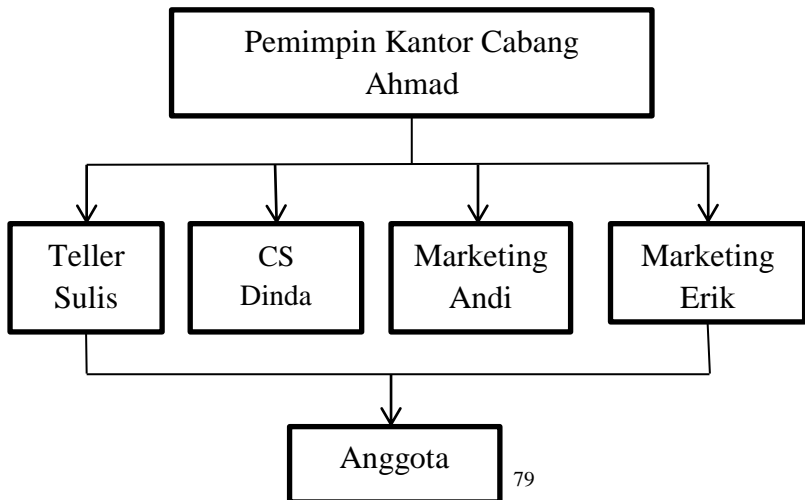 Pemimpin Kantor Cabang
Ahmad
Teller
Sulis
CS
Dinda
Marketing
Andi
Marketing
Erik
Anggota
79